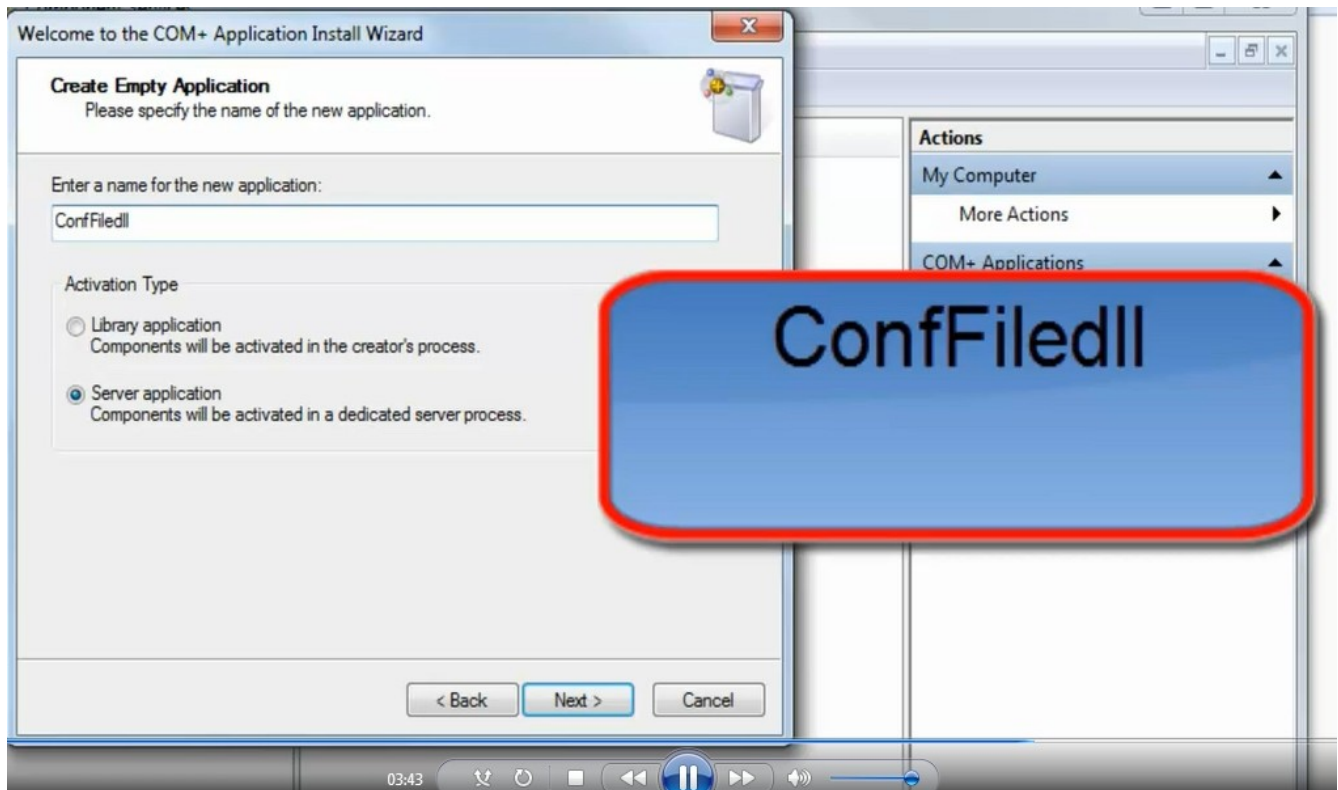 Welcome to the COM+ Application Install Wizard
Create Empty Application
Please specify the name of the new application.
Enter a name for the new application:
ConfFiledll
Activation Type
Library application
Components will be activated in the creator's process.
Server application
Components will be activated in a dedicated server process.
< Back
Next >
Cancel
Actions
My Computer
More Actions
COM+ Applications
ConfFiledll
03:43